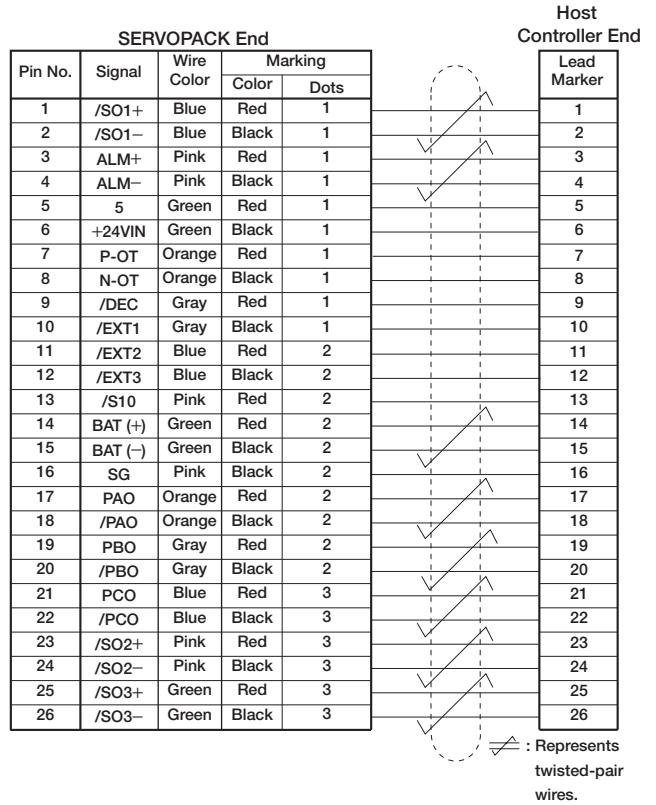 Host
SERVOPACK End Controller End
Pin No. Signal Wire Color Marking Lead Marker
Color Dots
1 /SO1+ Blue Red 1 1
2 /SO1− Blue Black 1 2
3 ALM+ Pink Red 1 3
4 ALM− Pink Black 1 4
5 5 Green Red 1 5
6 +24VIN Green Black 1 6
7 P-OT Orange Red 1 7
8 N-OT Orange Black 1 8
9 /DEC Gray Red 1 9
10 /EXT1 Gray Black 1 10
11 /EXT2 Blue Red 2 11
12 /EXT3 Blue Black 2 12
13 /S10 Pink Red 2 13
14 BAT (+) Green Red 2 14
15 BAT (−) Green Black 2 15
16 SG Pink Black 2 16
17 PAO Orange Red 2 17
18 /PAO Orange Black 2 18
19 PBO Gray Red 2 19
20 /PBO Gray Black 2 20
21 PCO Blue Red 3 21
22 /PCO Blue Black 3 22
23 /SO2+ Pink Red 3 23
24 /SO2− Pink Black 3 24
25 /SO3+ Green Red 3 25
26 /SO3− Green Black 3 26
: Represents
twisted-pair
wires.